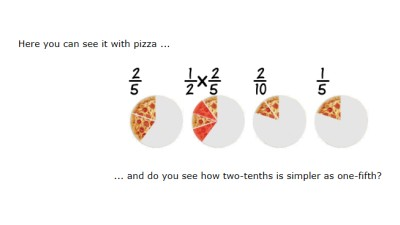 Here you can see it with pizza ...
2/5 1/2 x 2/5 2/10 1/5
... and do you see how two-tenths is simpler as one-fifth?